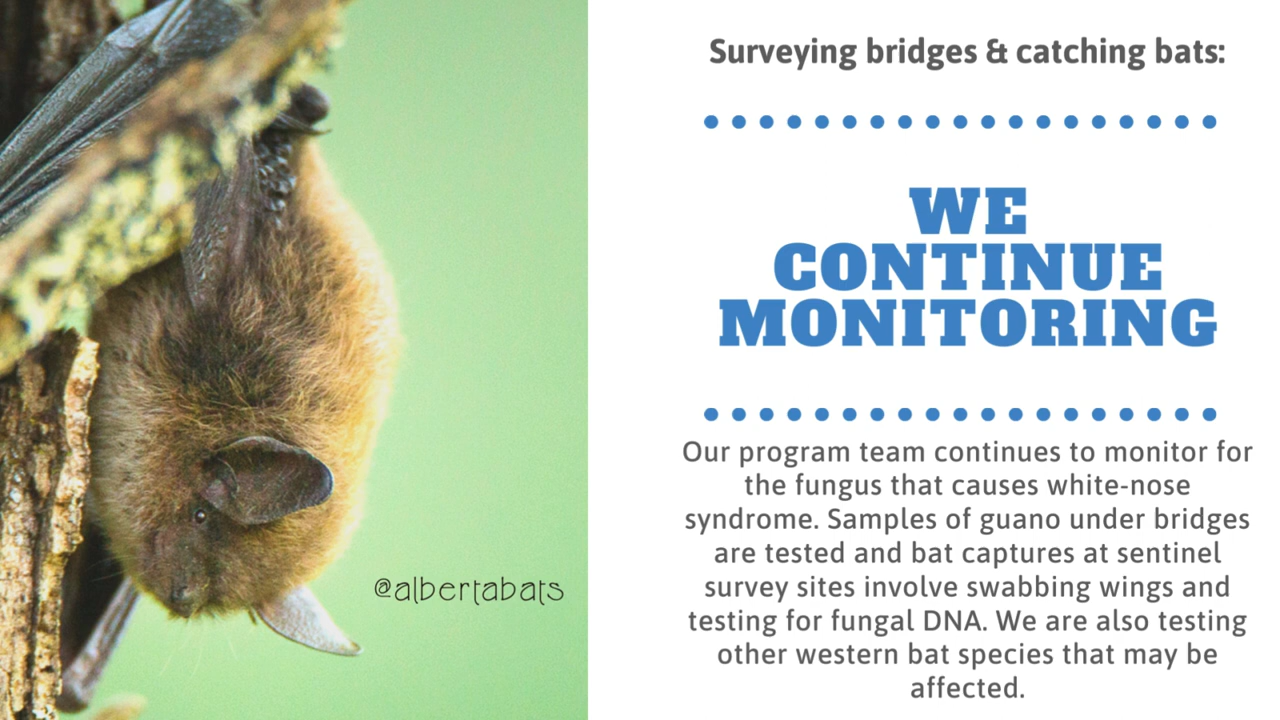 Surveying bridges & catching bats:
WE
CONTINUE
MONITORING
Our program team continues to monitor for
the fungus that causes white-nose
syndrome. Samples of guano under bridges
are tested and bat captures at sentinel
survey sites involve swabbing wings and
testing for fungal DNA. We are also testing
other western bat species that may be
affected.
@albertabats